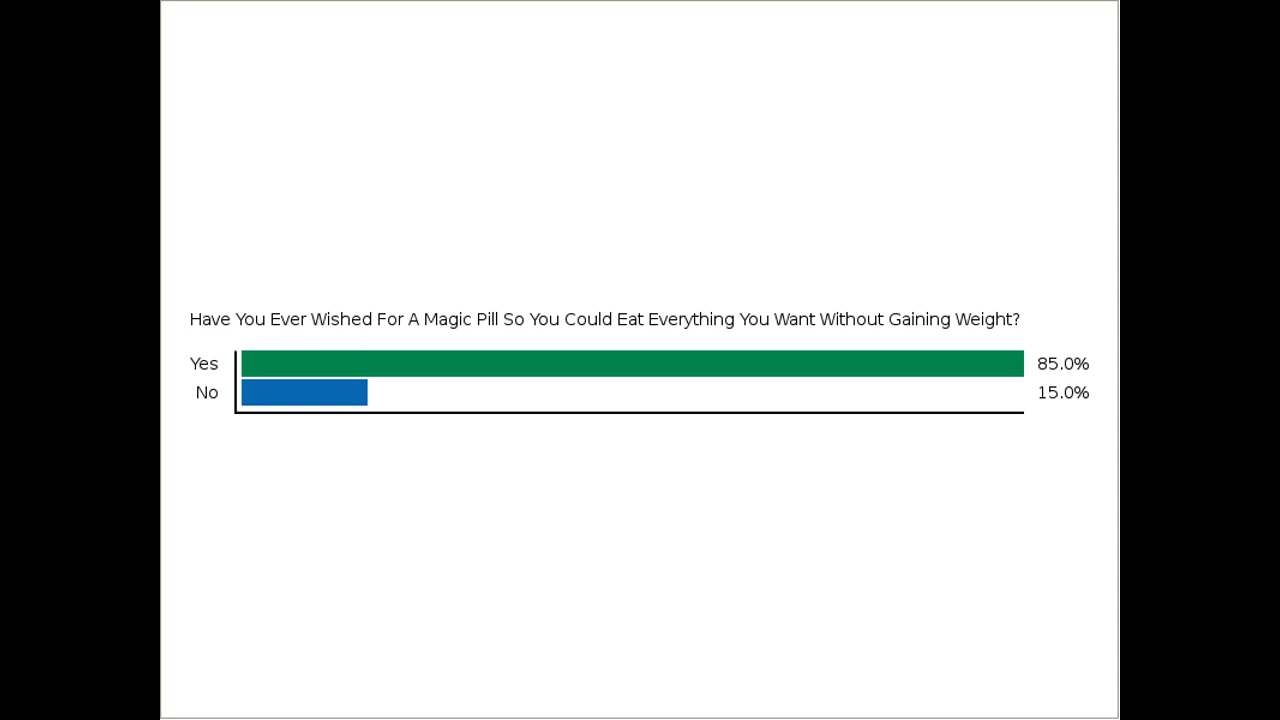 Have You Ever Wished For A Magic Pill So You Could Eat Everything You Want Without Gaining Weight?
Yes 85.0%
No 15.0%